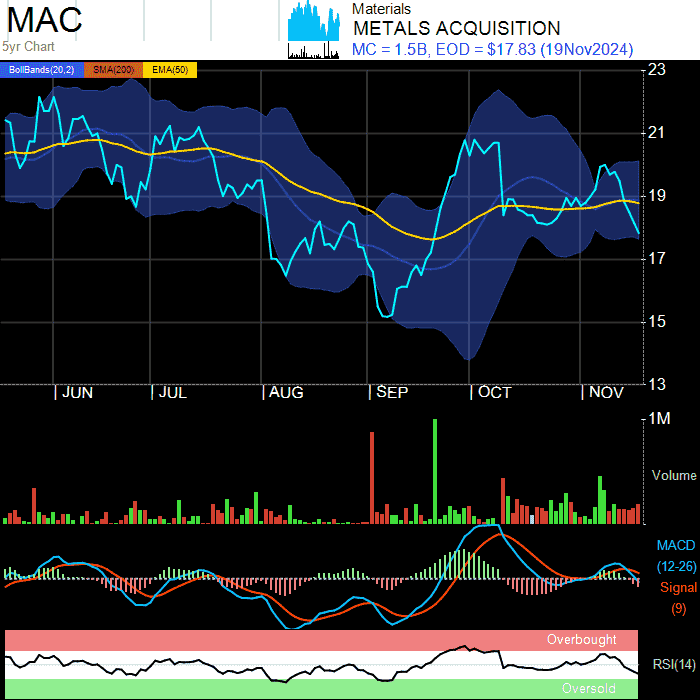 MAC
5yr Chart
Materials
METALS ACQUISITION
MC = 1.5B, EOD = $17.83 (19Nov2024)
BollBands(20,2) SMA(200) EMA(50)
23
21
19
17
15
13
| JUN | JUL | AUG | SEP | OCT | NOV
1M
Volume
MACD
(12-26)
Signal
(9)
Overbought
RSI(14)
Oversold